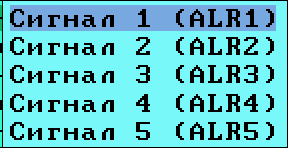 Сигнал 1 (ALR1)
Сигнал 2 (ALR2)
Сигнал 3 (ALR3)
Сигнал 4 (ALR4)
Сигнал 5 (ALR5)